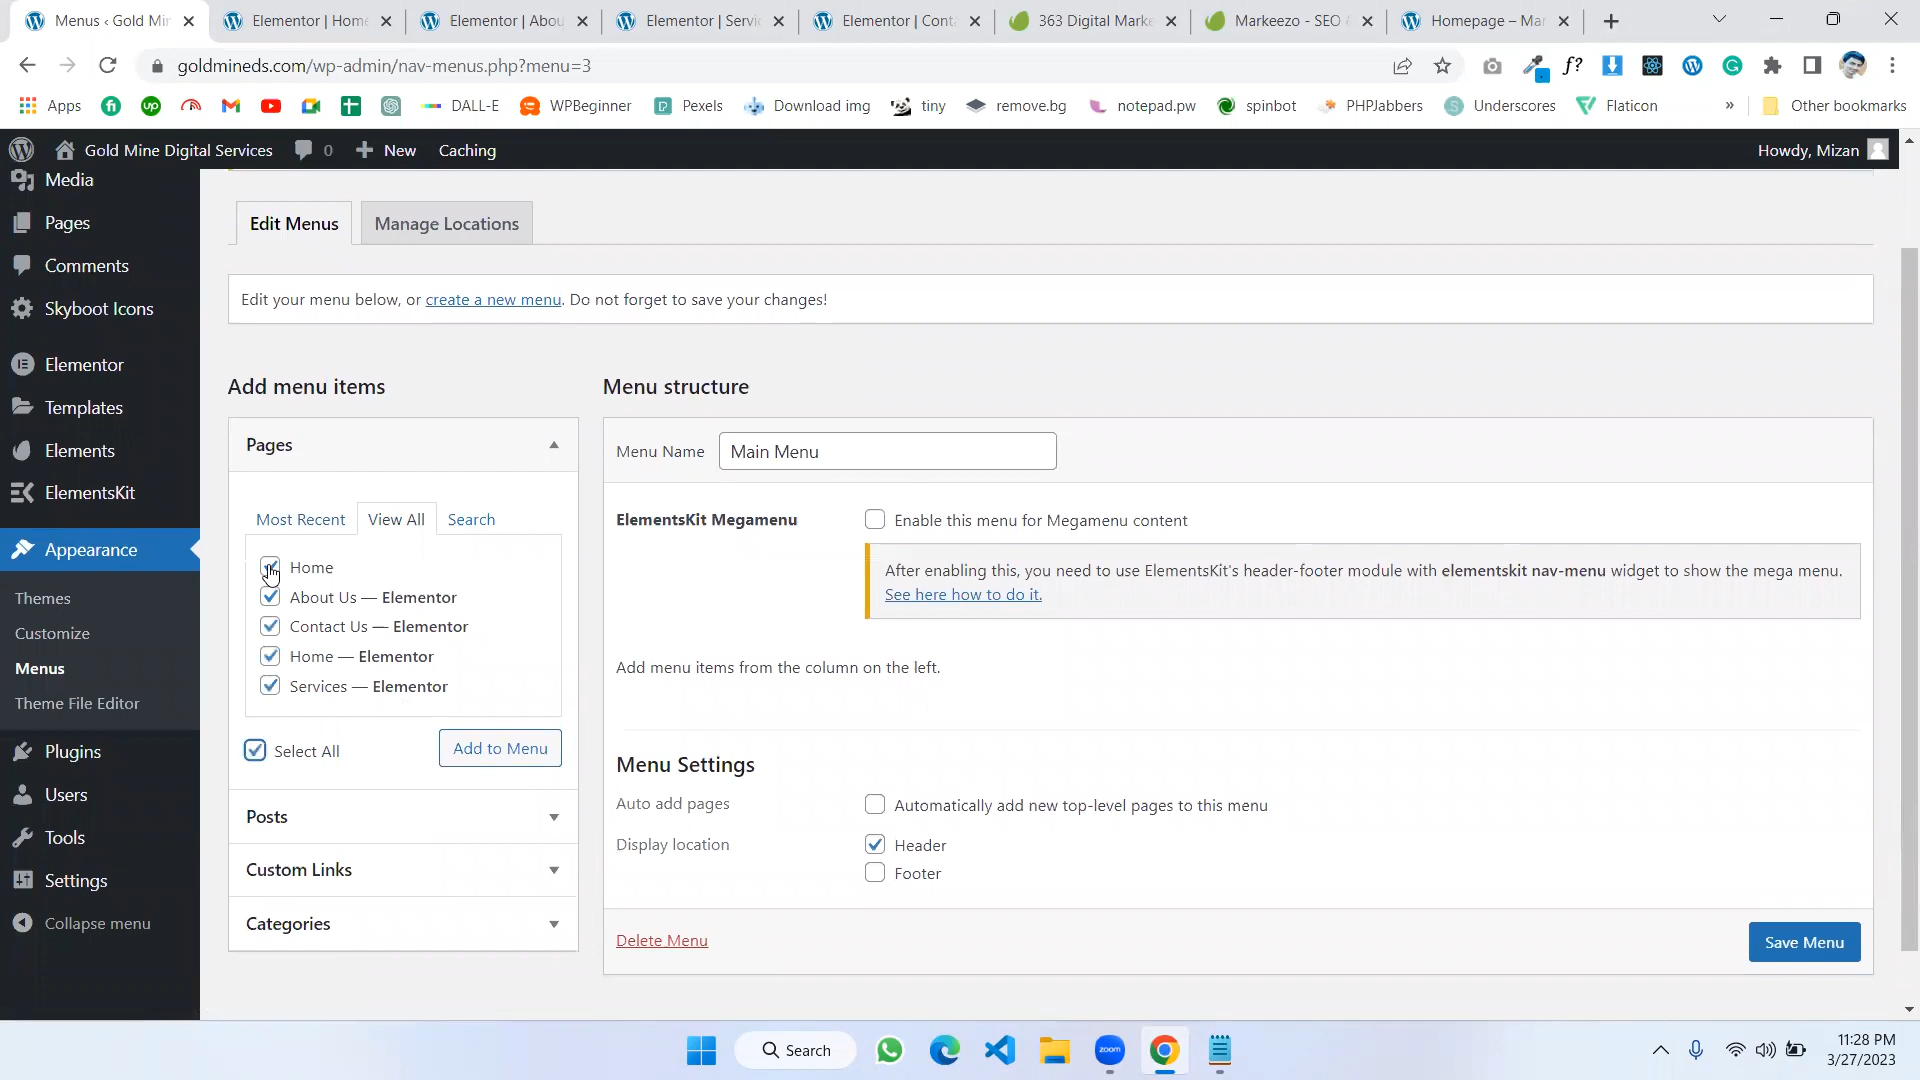 Menus ‹ Gold Mi
Elementor | Hom
Elementor | Abou
Elementor | Servi
Elementor | Conta
363 Digital Marke
Markeezo - SEO
Homepage – Mar
goldmineds.com/wp-admin/nav-menus.php?menu=3
f?
Apps
DALL-E
WPBeginner
Pexels
Download img
tiny
remove.bg
notepad.pw
spinbot
PHPJabbers
Underscores
Flaticon
»
Other bookmarks
Gold Mine Digital Services
0
New
Caching
Howdy, Mizan
Media
Pages
Comments
Skyboot Icons
Elementor
Templates
Elements
ElementsKit
Appearance
Themes
Customize
Menus
Theme File Editor
Plugins
Users
Tools
Settings
Collapse menu
Edit Menus
Manage Locations
Edit your menu below, or create a new menu. Do not forget to save your changes!
Add menu items
Pages
Most Recent
View All
Search
Home
About Us — Elementor
Contact Us — Elementor
Home — Elementor
Services — Elementor
Select All
Add to Menu
Posts
Custom Links
Categories
Menu structure
Menu Name
Main Menu
ElementsKit Megamenu
Enable this menu for Megamenu content
After enabling this, you need to use ElementsKit's header-footer module with elementskit nav-menu widget to show the mega menu.
See here how to do it.
Add menu items from the column on the left.
Menu Settings
Auto add pages
Automatically add new top-level pages to this menu
Display location
Header
Footer
Delete Menu
Save Menu
Search
zoom
11:28 PM
3/27/2023